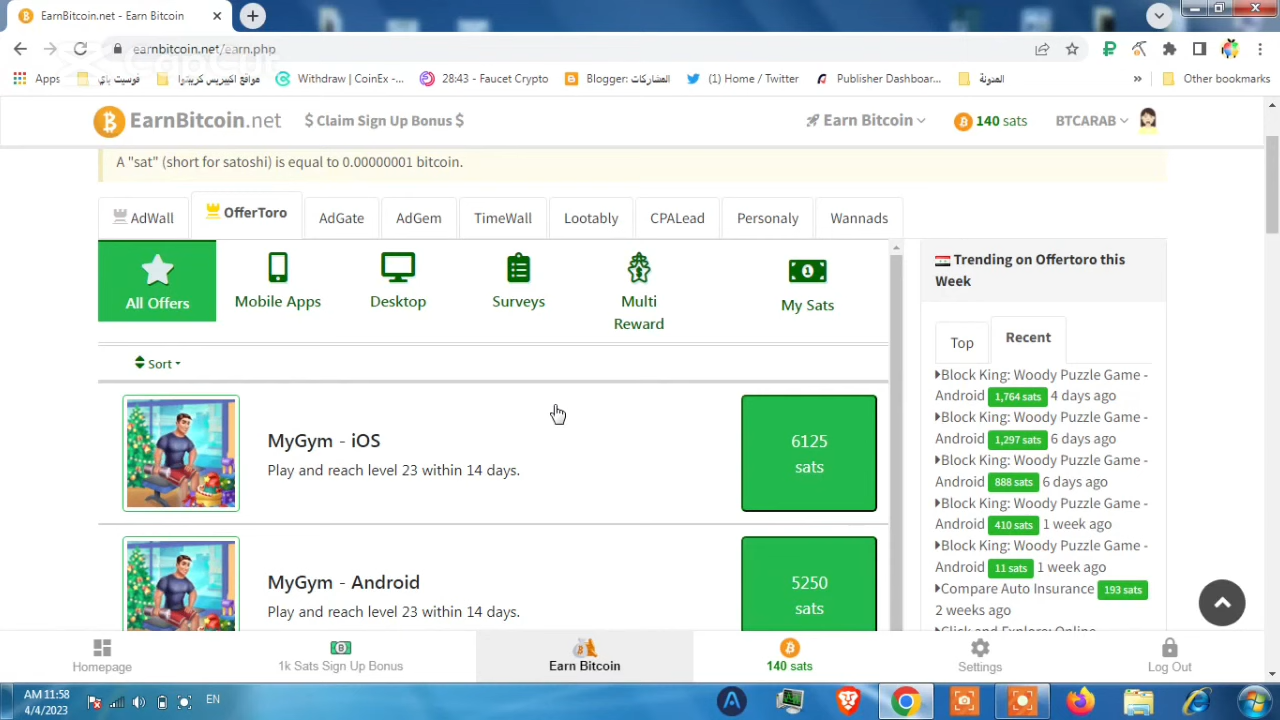 EarnBitcoin.net - Earn Bitcoin
earnbitcoin.net/earn.php
CapCut
Apps
فوسيت باي
مواقع اكسبريس كريبتوا
Withdraw | CoinEx -...
28:43 - Faucet Crypto
Blogger: المشاركات
(1) Home / Twitter
Publisher Dashboar...
المدونة
»
Other bookmarks
EarnBitcoin.net
$ Claim Sign Up Bonus $
Earn Bitcoin
140 sats
BTCARAB
A "sat" (short for satoshi) is equal to 0.00000001 bitcoin.
AdWall
OfferToro
AdGate
AdGem
TimeWall
Lootably
CPALead
Personaly
Wannads
All Offers
Mobile Apps
Desktop
Surveys
Multi
Reward
My Sats
Sort
MyGym - iOS
Play and reach level 23 within 14 days.
6125
sats
MyGym - Android
Play and reach level 23 within 14 days.
5250
sats
Trending on Offertoro this
Week
Top
Recent
Block King: Woody Puzzle Game -
Android 1,764 sats 4 days ago
Block King: Woody Puzzle Game -
Android 1,297 sats 6 days ago
Block King: Woody Puzzle Game -
Android 888 sats 6 days ago
Block King: Woody Puzzle Game -
Android 410 sats 1 week ago
Block King: Woody Puzzle Game -
Android 11 sats 1 week ago
Compare Auto Insurance 193 sats
2 weeks ago
Click and Explore: Online
Homepage
1k Sats Sign Up Bonus
Earn Bitcoin
140 sats
Settings
Log Out
AM 11:58
4/4/2023
EN